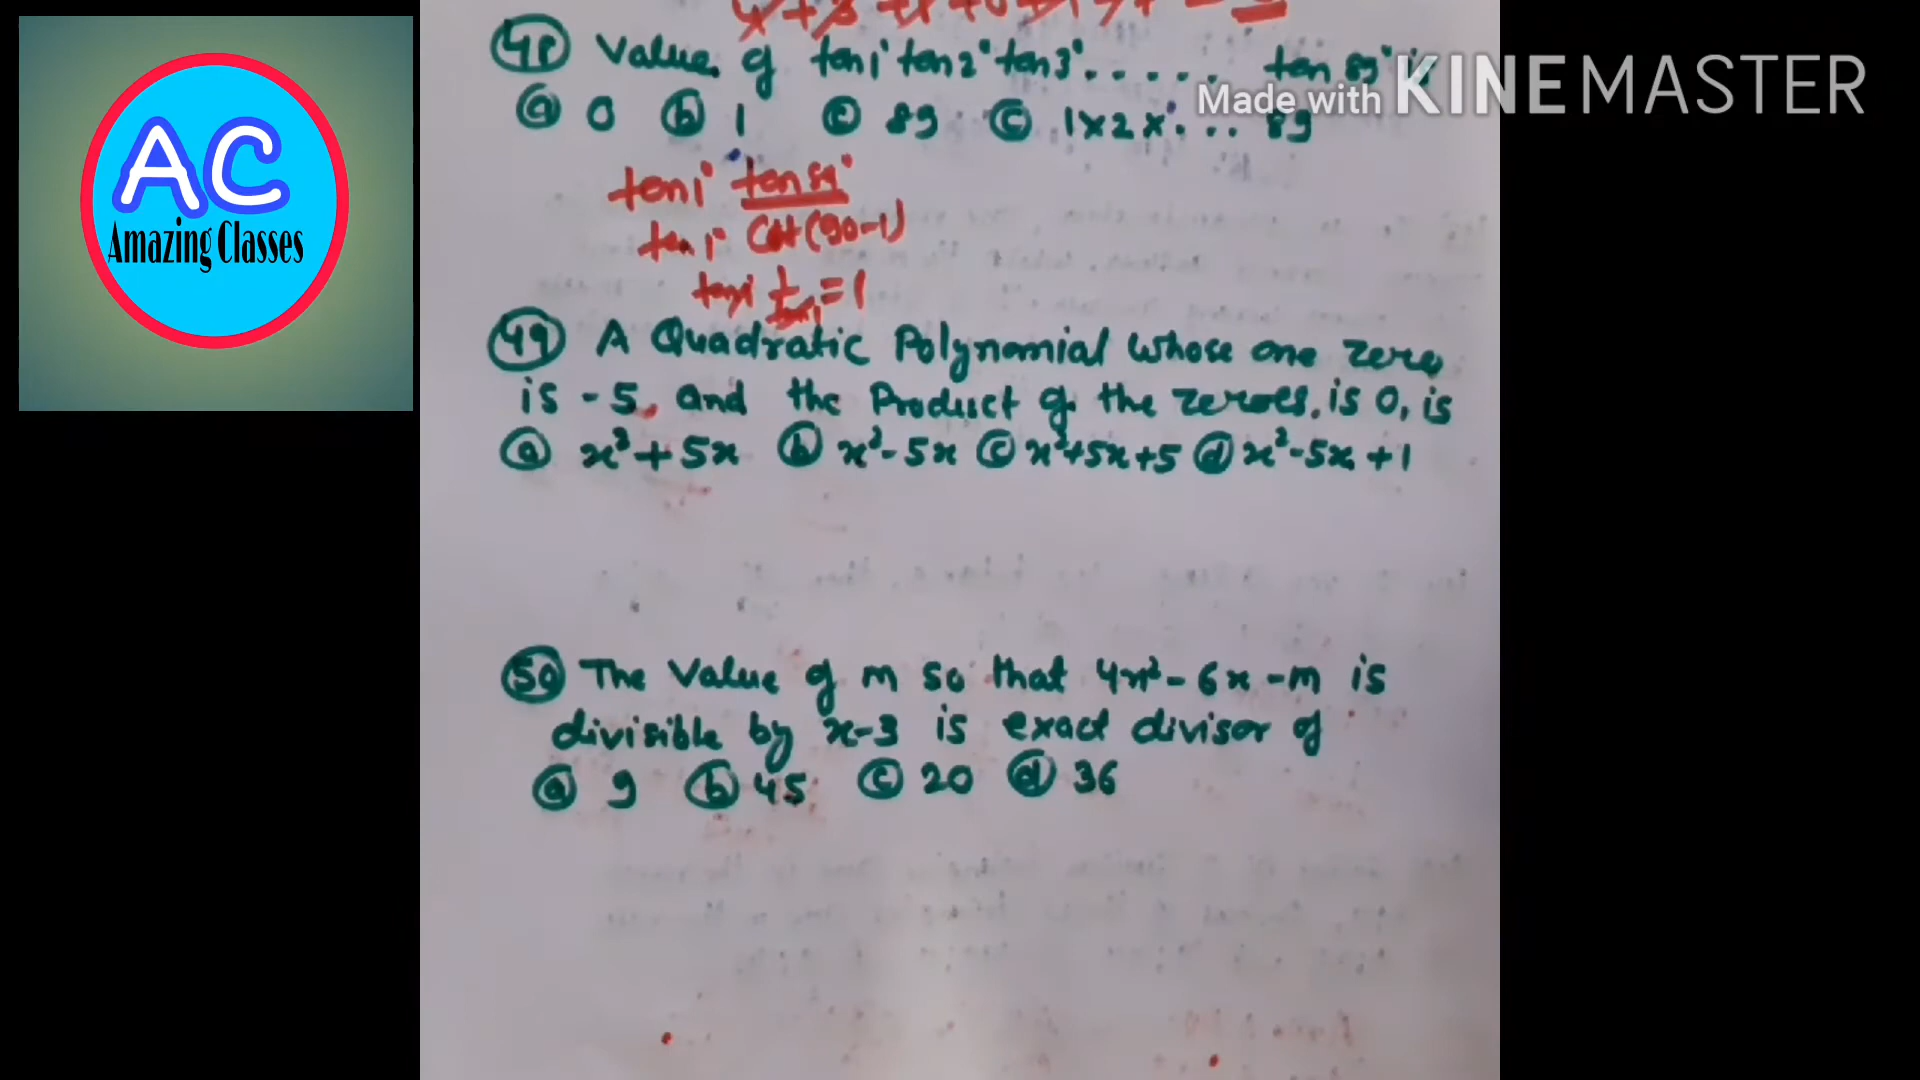 AC
Amazing Classes
Made with KINEMASTER
48 Value of tan1° tan2° tan3° . . . . . . tan 89°
a 0 b 1 c 89 c 1x2x . . . 89
tan1° tan89°
tan1° Cot(90-1)
tan1 1/tan1 = 1
49 A Quadratic Polynomial whose one zero
is -5 and the Product of the zeroes is 0, is
a x²+5x b x²-5x c x²+5x+5 d x²-5x+1
50 The Value of m so that 4x²-6x-m is
divisible by x-3 is exact divisor of
a 9 b 45 c 20 d 36